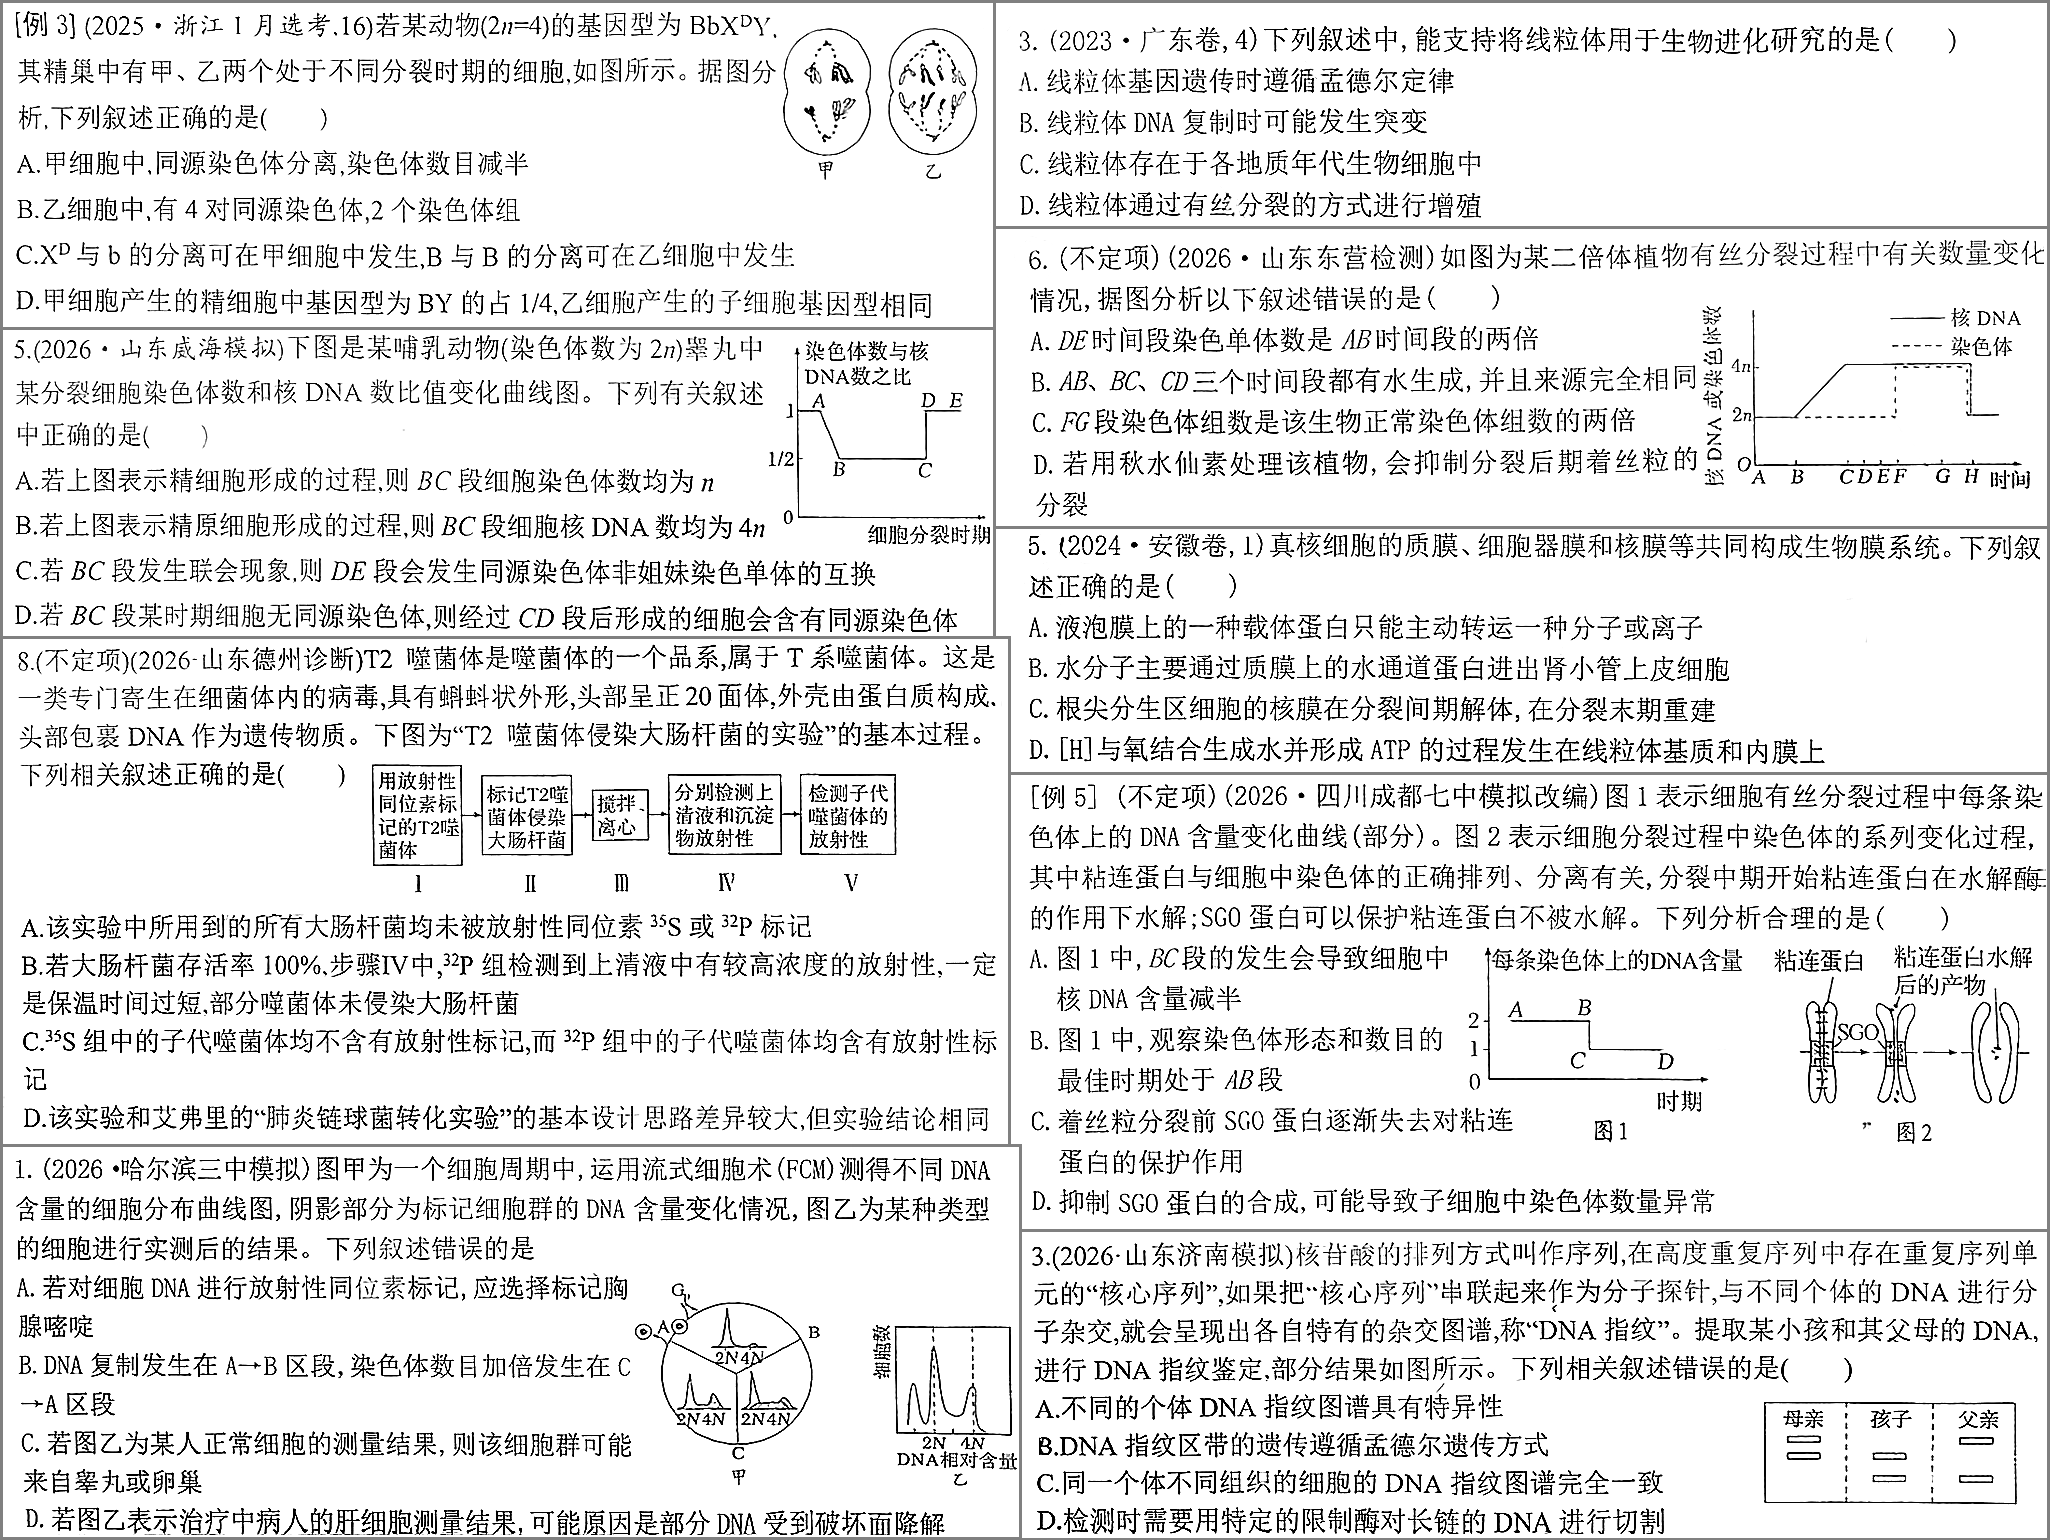 [例 3] (2025·浙江 1 月选考,16)若某动物(2n=4)的基因型为 BbXᴰY,
其精巢中有甲、乙两个处于不同分裂时期的细胞,如图所示。据图分
析,下列叙述正确的是(　　)
A.甲细胞中,同源染色体分离,染色体数目减半
B.乙细胞中,有 4 对同源染色体,2 个染色体组
C.Xᴰ与 b 的分离可在甲细胞中发生,B 与 B 的分离可在乙细胞中发生
D.甲细胞产生的精细胞中基因型为 BY 的占 1/4,乙细胞产生的子细胞基因型相同
甲
乙
5.(2026·山东威海模拟)下图是某哺乳动物(染色体数为 2n)睾丸中
某分裂细胞染色体数和核 DNA 数比值变化曲线图。下列有关叙述
中正确的是(　　)
A.若上图表示精细胞形成的过程,则 BC 段细胞染色体数均为 n
B.若上图表示精原细胞形成的过程,则 BC 段细胞核 DNA 数均为 4n
C.若 BC 段发生联会现象,则 DE 段会发生同源染色体非姐妹染色单体的互换
D.若 BC 段某时期细胞无同源染色体,则经过 CD 段后形成的细胞会含有同源染色体
染色体数与核
DNA数之比
1
A
D
E
1/2
B
C
0
细胞分裂时期
8.(不定项)(2026·山东德州诊断)T2 噬菌体是噬菌体的一个品系,属于 T 系噬菌体。这是
一类专门寄生在细菌体内的病毒,具有蝌蚪状外形,头部呈正 20 面体,外壳由蛋白质构成,
头部包裹 DNA 作为遗传物质。下图为“T2 噬菌体侵染大肠杆菌的实验”的基本过程。
下列相关叙述正确的是(　　)
用放射性
同位素标
记的T2噬
菌体
标记T2噬
菌体侵染
大肠杆菌
搅拌、
离心
分别检测上
清液和沉淀
物放射性
检测子代
噬菌体的
放射性
Ⅰ
Ⅱ
Ⅲ
Ⅳ
Ⅴ
A.该实验中所用到的所有大肠杆菌均未被放射性同位素 ³⁵S 或 ³²P 标记
B.若大肠杆菌存活率 100%,步骤Ⅳ中,³²P 组检测到上清液中有较高浓度的放射性,一定
是保温时间过短,部分噬菌体未侵染大肠杆菌
C.³⁵S 组中的子代噬菌体均不含有放射性标记,而 ³²P 组中的子代噬菌体均含有放射性标
记
D.该实验和艾弗里的“肺炎链球菌转化实验”的基本设计思路差异较大,但实验结论相同
1. (2026·哈尔滨三中模拟)图甲为一个细胞周期中, 运用流式细胞术(FCM)测得不同 DNA
含量的细胞分布曲线图, 阴影部分为标记细胞群的 DNA 含量变化情况, 图乙为某种类型
的细胞进行实测后的结果。下列叙述错误的是
A. 若对细胞 DNA 进行放射性同位素标记, 应选择标记胸
腺嘧啶
B. DNA 复制发生在 A→B 区段, 染色体数目加倍发生在 C
→A 区段
C. 若图乙为某人正常细胞的测量结果, 则该细胞群可能
来自睾丸或卵巢
D. 若图乙表示治疗中病人的肝细胞测量结果, 可能原因是部分 DNA 受到破坏面降解
G₀
A
B
2N4N
2N4N
2N4N
C
甲
细胞数
2N
4N
DNA相对含量
乙
3. (2023·广东卷, 4)下列叙述中, 能支持将线粒体用于生物进化研究的是(　　)
A. 线粒体基因遗传时遵循孟德尔定律
B. 线粒体 DNA 复制时可能发生突变
C. 线粒体存在于各地质年代生物细胞中
D. 线粒体通过有丝分裂的方式进行增殖
6. (不定项)(2026·山东东营检测)如图为某二倍体植物有丝分裂过程中有关数量变化
情况, 据图分析以下叙述错误的是(　　)
A. DE时间段染色单体数是 AB时间段的两倍
B. AB、BC、CD三个时间段都有水生成, 并且来源完全相同
C. FG段染色体组数是该生物正常染色体组数的两倍
D. 若用秋水仙素处理该植物, 会抑制分裂后期着丝粒的
分裂
核 DNA 或染色体数
核 DNA
染色体
4n
2n
O
A
B
C
D
E
F
G
H
时间
5. (2024·安徽卷, 1)真核细胞的质膜、细胞器膜和核膜等共同构成生物膜系统。下列叙
述正确的是(　　)
A. 液泡膜上的一种载体蛋白只能主动转运一种分子或离子
B. 水分子主要通过质膜上的水通道蛋白进出肾小管上皮细胞
C. 根尖分生区细胞的核膜在分裂间期解体, 在分裂末期重建
D. [H]与氧结合生成水并形成 ATP 的过程发生在线粒体基质和内膜上
[例 5] (不定项)(2026·四川成都七中模拟改编)图 1 表示细胞有丝分裂过程中每条染
色体上的 DNA 含量变化曲线(部分)。图 2 表示细胞分裂过程中染色体的系列变化过程,
其中粘连蛋白与细胞中染色体的正确排列、分离有关, 分裂中期开始粘连蛋白在水解酶
的作用下水解;SGO 蛋白可以保护粘连蛋白不被水解。下列分析合理的是(　　)
A. 图 1 中, BC段的发生会导致细胞中
核 DNA 含量减半
B. 图 1 中, 观察染色体形态和数目的
最佳时期处于 AB段
C. 着丝粒分裂前 SGO 蛋白逐渐失去对粘连
蛋白的保护作用
D. 抑制 SGO 蛋白的合成, 可能导致子细胞中染色体数量异常
每条染色体上的DNA含量
2
A
B
1
C
D
0
时期
图1
粘连蛋白
粘连蛋白水解
后的产物
SGO
图2
3.(2026·山东济南模拟)核苷酸的排列方式叫作序列,在高度重复序列中存在重复序列单
元的“核心序列”,如果把“核心序列”串联起来作为分子探针,与不同个体的 DNA 进行分
子杂交,就会呈现出各自特有的杂交图谱,称“DNA 指纹”。提取某小孩和其父母的 DNA,
进行 DNA 指纹鉴定,部分结果如图所示。下列相关叙述错误的是(　　)
A.不同的个体 DNA 指纹图谱具有特异性
B.DNA 指纹区带的遗传遵循孟德尔遗传方式
C.同一个体不同组织的细胞的 DNA 指纹图谱完全一致
D.检测时需要用特定的限制酶对长链的 DNA 进行切割
母亲
孩子
父亲